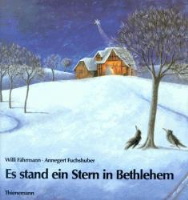 Willi Fährmann · Annegert Fuchshuber
Es stand ein Stern in Bethlehem
Thienemann